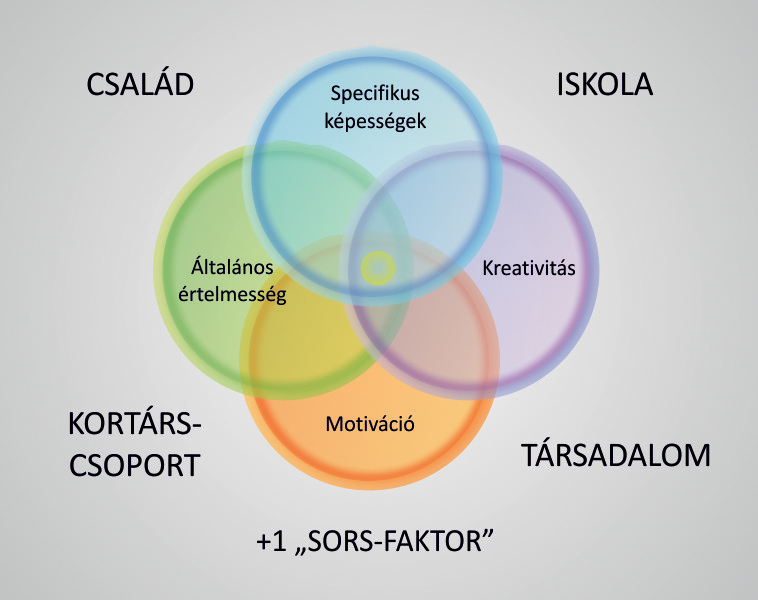 CSALÁD
ISKOLA
Specifikus
képességek
Általános
értelmesség
Kreativitás
Motiváció
KORTÁRS-
CSOPORT
TÁRSADALOM
+1 „SORS-FAKTOR”